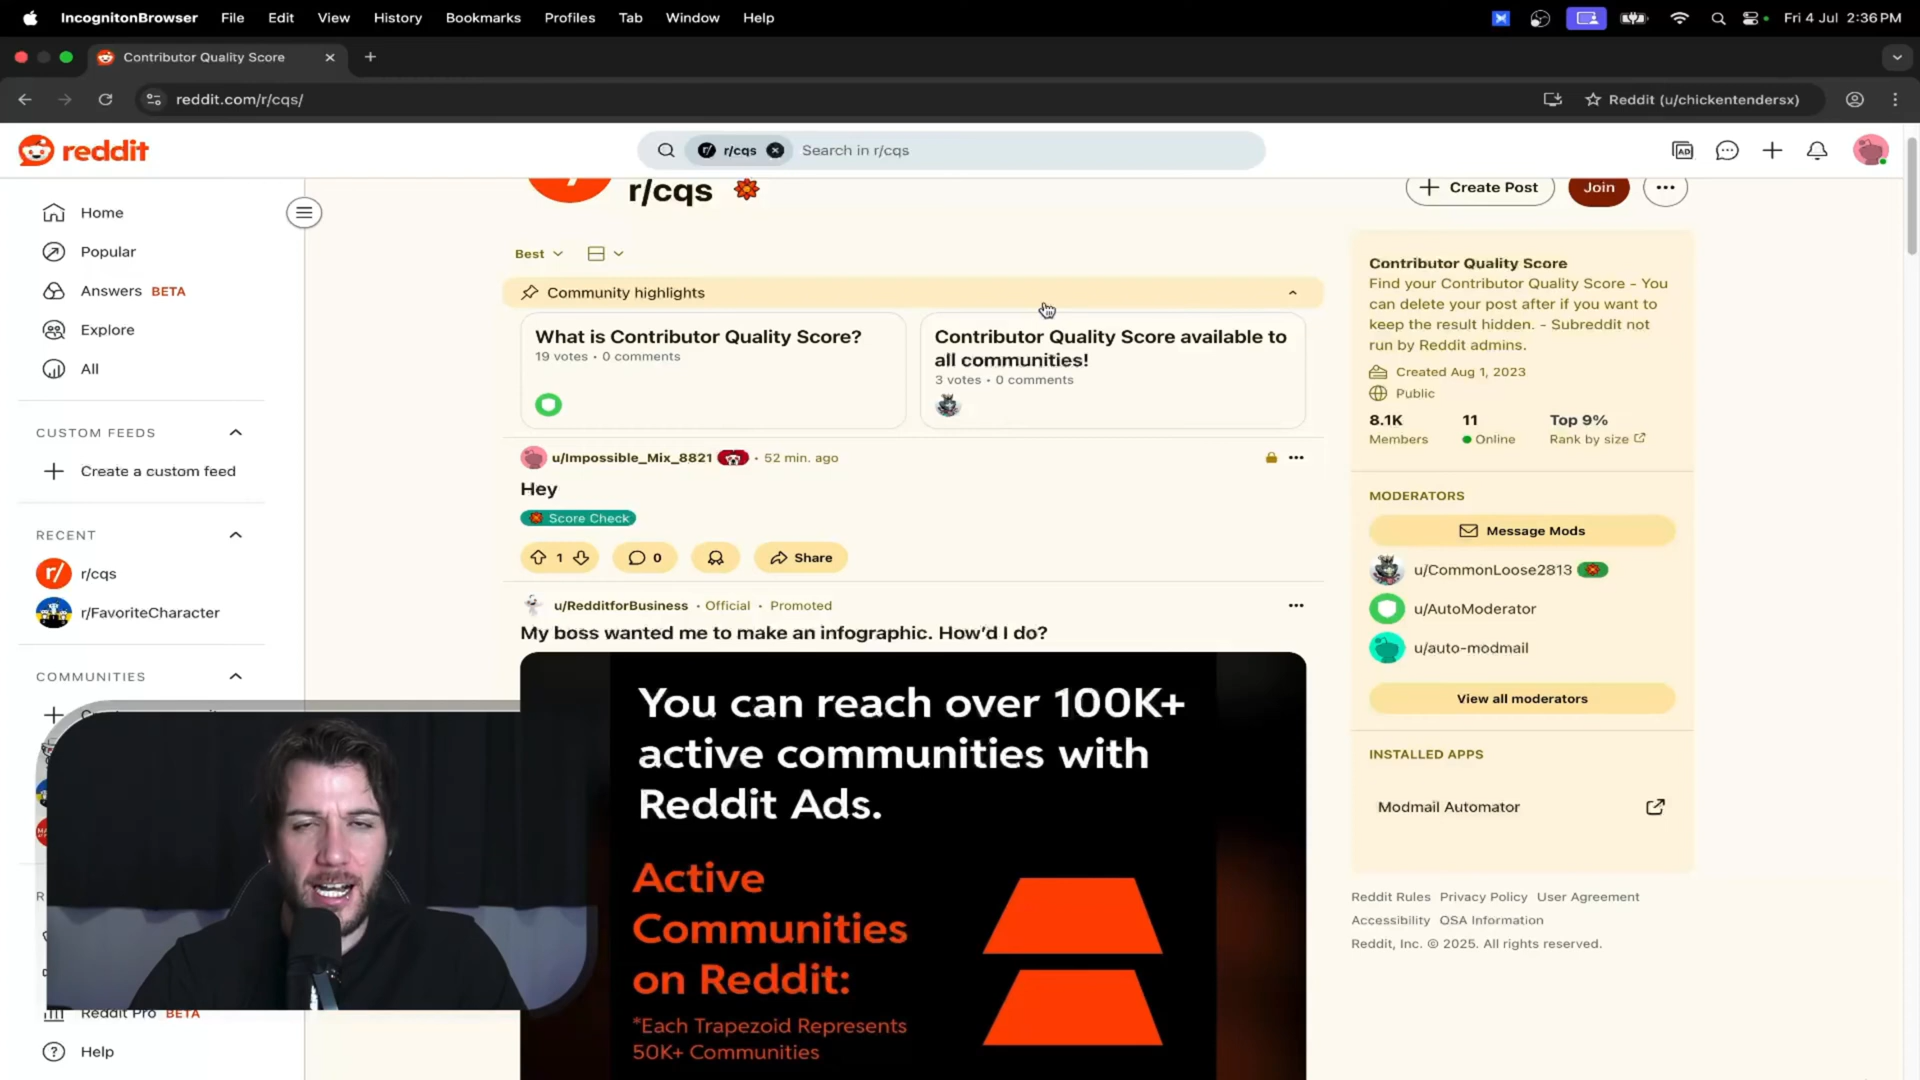 IncognitonBrowser File Edit View History Bookmarks Profiles Tab Window Help Fri 4 Jul 2:36 PM
Contributor Quality Score
reddit.com/r/cqs/ Reddit (u/chickentendersx)
reddit r/cqs Search in r/cqs AD
Home
Popular
Answers BETA
Explore
All
CUSTOM FEEDS
Create a custom feed
RECENT
r/cqs
r/FavoriteCharacter
COMMUNITIES
Reddit Pro BETA
Help
r/cqs
Create Post Join
Best
Community highlights
What is Contributor Quality Score?
19 votes • 0 comments
Contributor Quality Score available to
all communities!
3 votes • 0 comments
u/Impossible_Mix_8821 • 52 min. ago
Hey
Score Check
1 0 Share
u/RedditforBusiness • Official • Promoted
My boss wanted me to make an infographic. How'd I do?
You can reach over 100K+
active communities with
Reddit Ads.
Active
Communities
on Reddit:
*Each Trapezoid Represents
50K+ Communities
Contributor Quality Score
Find your Contributor Quality Score - You
can delete your post after if you want to
keep the result hidden. - Subreddit not
run by Reddit admins.
Created Aug 1, 2023
Public
8.1K 11 Top 9%
Members Online Rank by size
MODERATORS
Message Mods
u/CommonLoose2813
u/AutoModerator
u/auto-modmail
View all moderators
INSTALLED APPS
Modmail Automator
Reddit Rules Privacy Policy User Agreement
Accessibility OSA Information
Reddit, Inc. © 2025. All rights reserved.